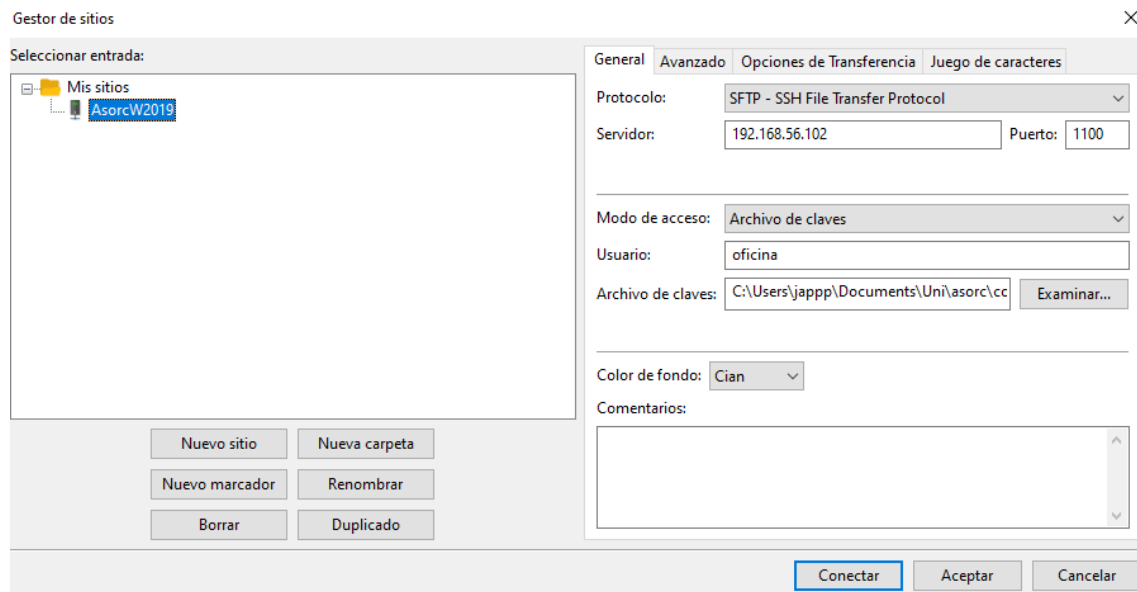 Gestor de sitios
Seleccionar entrada:
Mis sitios
AsorcW2019
Nuevo sitio Nueva carpeta
Nuevo marcador Renombrar
Borrar Duplicado
General Avanzado Opciones de Transferencia Juego de caracteres
Protocolo: SFTP - SSH File Transfer Protocol
Servidor: 192.168.56.102 Puerto: 1100
Modo de acceso: Archivo de claves
Usuario: oficina
Archivo de claves: C:\Users\jappp\Documents\Uni\asorc\cc Examinar...
Color de fondo: Cian
Comentarios:
Conectar Aceptar Cancelar